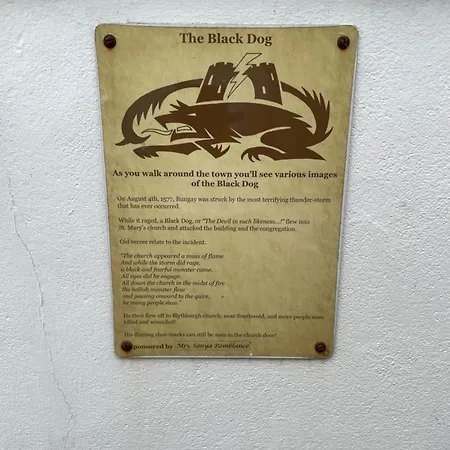 The Black Dog
As you walk around the town you'll see various images
of the Black Dog
On August 4th, 1577, Bungay was struck by the most terrifying thunder-storm
that has ever occurred.
While it raged, a Black Dog, or "The Devil in such likeness...!" flew into
St. Mary's church and attacked the building and the congregation.
Old verses relate to the incident.
"The church appeared a mass of flame
And while the storm did rage,
a black and fearful monster came.
All eyes did he engage.
All down the church in the midst of fire
the hellish monster flew
and passing onward to the quire,
he many people slew."
He then flew off to Blythburgh church, near Southwold, and more people were
killed and wounded!
His flaming claw-marks can still be seen in the church door!
Sponsored by Mrs. Sonya Remblance